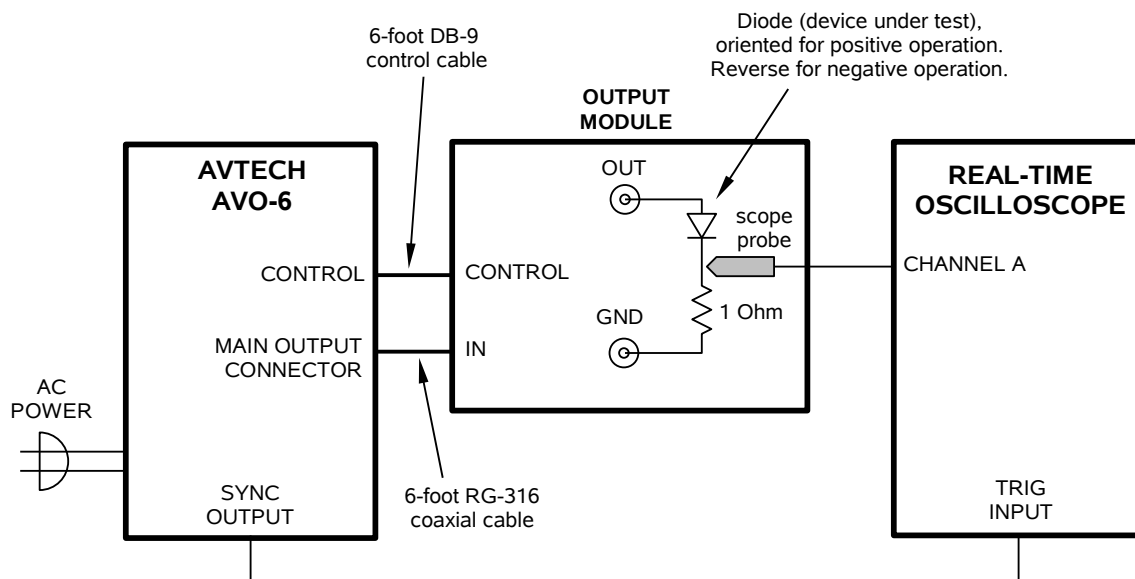 6-foot DB-9
control cable
Diode (device under test),
oriented for positive operation.
Reverse for negative operation.
OUTPUT
MODULE
AVTECH
AVO-6
OUT
scope
probe
REAL-TIME
OSCILLOSCOPE
CONTROL
CONTROL
CHANNEL A
GND
1 Ohm
MAIN OUTPUT
CONNECTOR
IN
AC
POWER
6-foot RG-316
coaxial cable
SYNC
OUTPUT
TRIG
INPUT